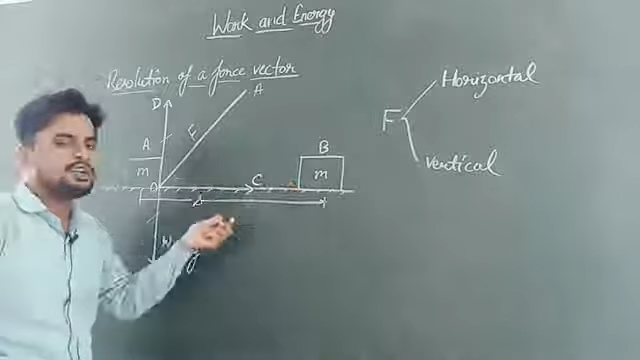 Work and Energy
Resolution of a force vector
D
A
F
A
m
O
C
B
m
s
W
g
F
Horizontal
vertical